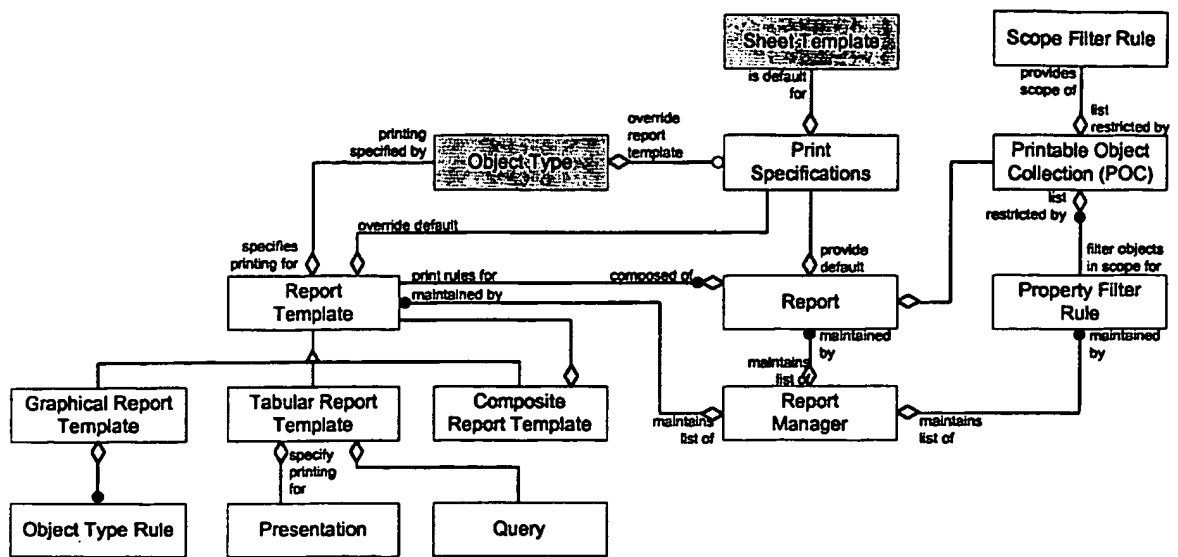 Sheet Template
Scope Filter Rule
is default
for
provides
scope of
list
restricted by
printing
specified by
Object Type
override
report
template
Print
Specifications
Printable Object
Collection (POC)
list
restricted by
override default
specifies
printing for
provide
default
filter objects
in scope for
Report
Template
print rules for
maintained by
composed of
Report
Property Filter
Rule
maintained
by
maintained
by
maintains
list of
Graphical Report
Template
Tabular Report
Template
Composite
Report Template
maintains
list of
Report
Manager
maintains
list of
specify
printing
for
Object Type Rule
Presentation
Query